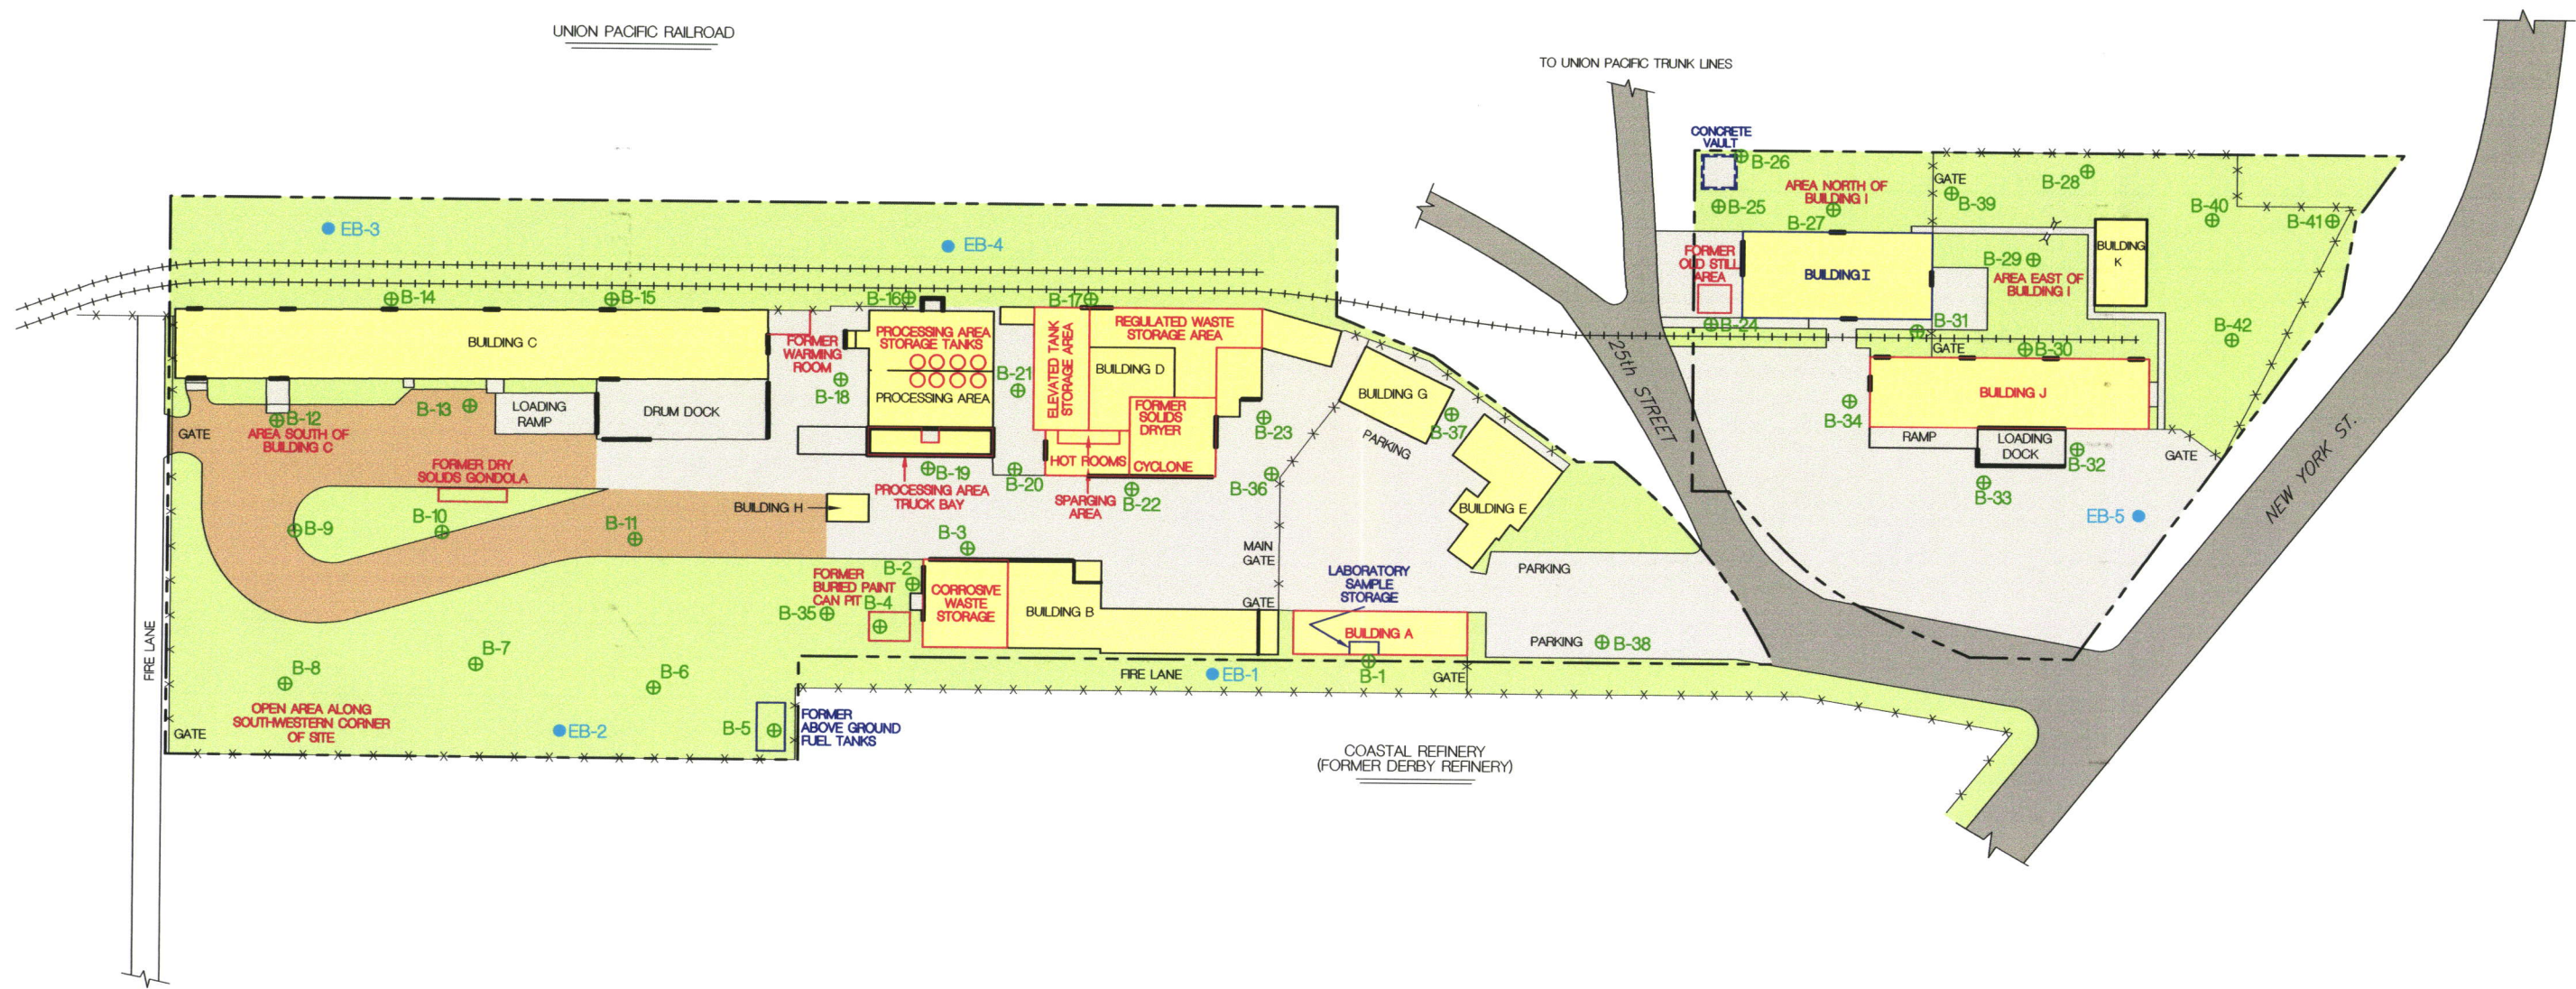 UNION PACIFIC RAILROAD
TO UNION PACIFIC TRUNK LINES
CONCRETE
VAULT
B-26
AREA NORTH OF
BUILDING I
B-25
B-27
GATE
B-39
B-28
B-40
B-41
EB-3
EB-4
FORMER
OLD STILL
AREA
BUILDING I
BUILDING
K
B-29
AREA EAST OF
BUILDING I
B-14
B-15
B-16
B-17
B-24
B-31
GATE
B-30
B-42
BUILDING C
FORMER
WARMING
ROOM
B-18
PROCESSING AREA
STORAGE TANKS
PROCESSING AREA
B-21
ELEVATED TANK
STORAGE AREA
REGULATED WASTE
STORAGE AREA
BUILDING D
FORMER
SOLIDS
DRYER
HOT ROOMS
CYCLONE
B-23
BUILDING G
PARKING
B-37
25th STREET
BUILDING J
B-34
RAMP
LOADING
DOCK
B-32
B-33
GATE
EB-5
NEW YORK ST.
GATE
B-12
AREA SOUTH OF
BUILDING C
B-13
LOADING
RAMP
DRUM DOCK
FORMER DRY
SOLIDS GONDOLA
B-19
PROCESSING AREA
TRUCK BAY
B-20
SPARGING
AREA
B-22
B-36
BUILDING E
BUILDING H
B-9
B-10
B-11
B-3
MAIN
GATE
GATE
PARKING
LABORATORY
SAMPLE
STORAGE
FORMER
BURIED PAINT
CAN PIT
B-2
B-4
B-35
CORROSIVE
WASTE
STORAGE
BUILDING B
BUILDING A
PARKING
B-38
FIRE LANE
B-8
B-7
B-6
FIRE LANE
EB-1
B-1
GATE
OPEN AREA ALONG
SOUTHWESTERN CORNER
OF SITE
GATE
EB-2
B-5
FORMER
ABOVE GROUND
FUEL TANKS
COASTAL REFINERY
(FORMER DERBY REFINERY)